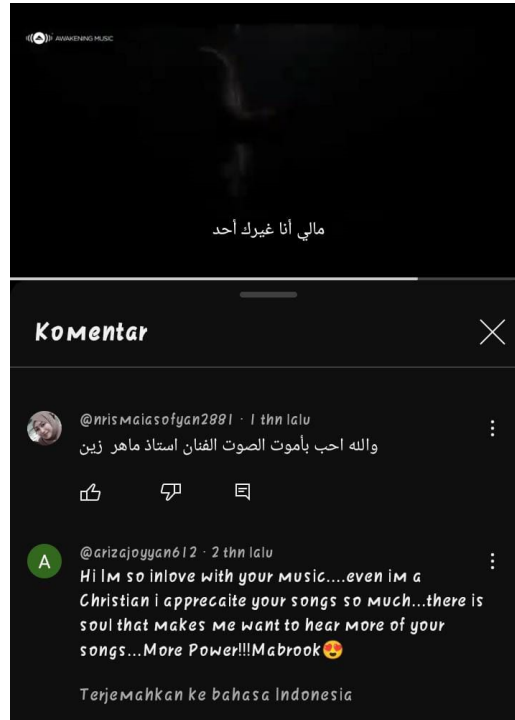 AWAKENING MUSIC
مالي أنا غيرك أحد
Komentar
@nrismaiasofyan2881 · 1 thn lalu
والله احب بأموت الصوت الفنان استاذ ماهر زين
A
@arizajoyyan612 · 2 thn lalu
Hi Im so inlove with your music....even im a
Christian i apprecaite your songs so much...there is
soul that makes me want to hear more of your
songs...More Power!!!Mabrook😍
Terjemahkan ke bahasa Indonesia